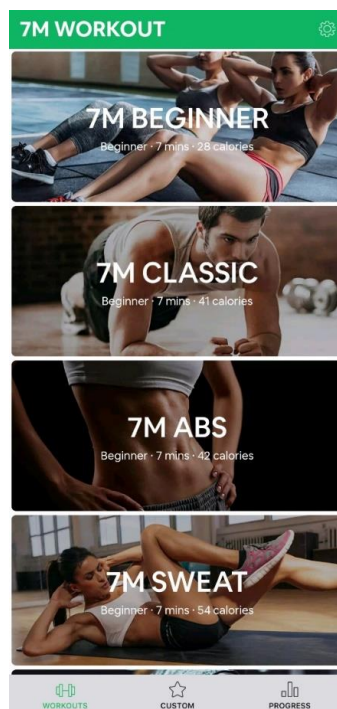 7M WORKOUT
7M BEGINNER
Beginner · 7 mins · 28 calories
7M CLASSIC
Beginner · 7 mins · 41 calories
7M ABS
Beginner · 7 mins · 42 calories
7M SWEAT
Beginner · 7 mins · 54 calories
WORKOUTS CUSTOM PROGRESS